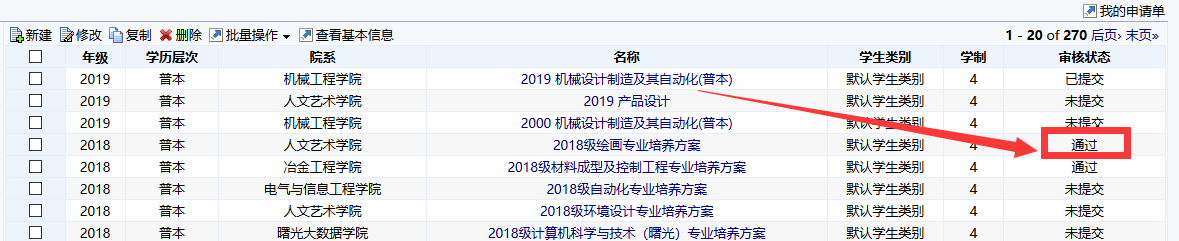 我的申请单
新建 修改 复制 删除 批量操作 查看基本信息 1 - 20 of 270 后页› 末页»
年级 学历层次 院系 名称 学生类别 学制 审核状态
2019 普本 机械工程学院 2019 机械设计制造及其自动化(普本) 默认学生类别 4 已提交
2019 普本 人文艺术学院 2019 产品设计 默认学生类别 4 未提交
2019 普本 机械工程学院 2000 机械设计制造及其自动化(普本) 默认学生类别 4 未提交
2018 普本 人文艺术学院 2018级绘画专业培养方案 默认学生类别 4 通过
2018 普本 冶金工程学院 2018级材料成型及控制工程专业培养方案 默认学生类别 4 通过
2018 普本 电气与信息工程学院 2018级自动化专业培养方案 默认学生类别 4 未提交
2018 普本 人文艺术学院 2018级环境设计专业培养方案 默认学生类别 4 未提交
2018 普本 曙光大数据学院 2018级计算机科学与技术（曙光）专业培养方案 默认学生类别 4 未提交